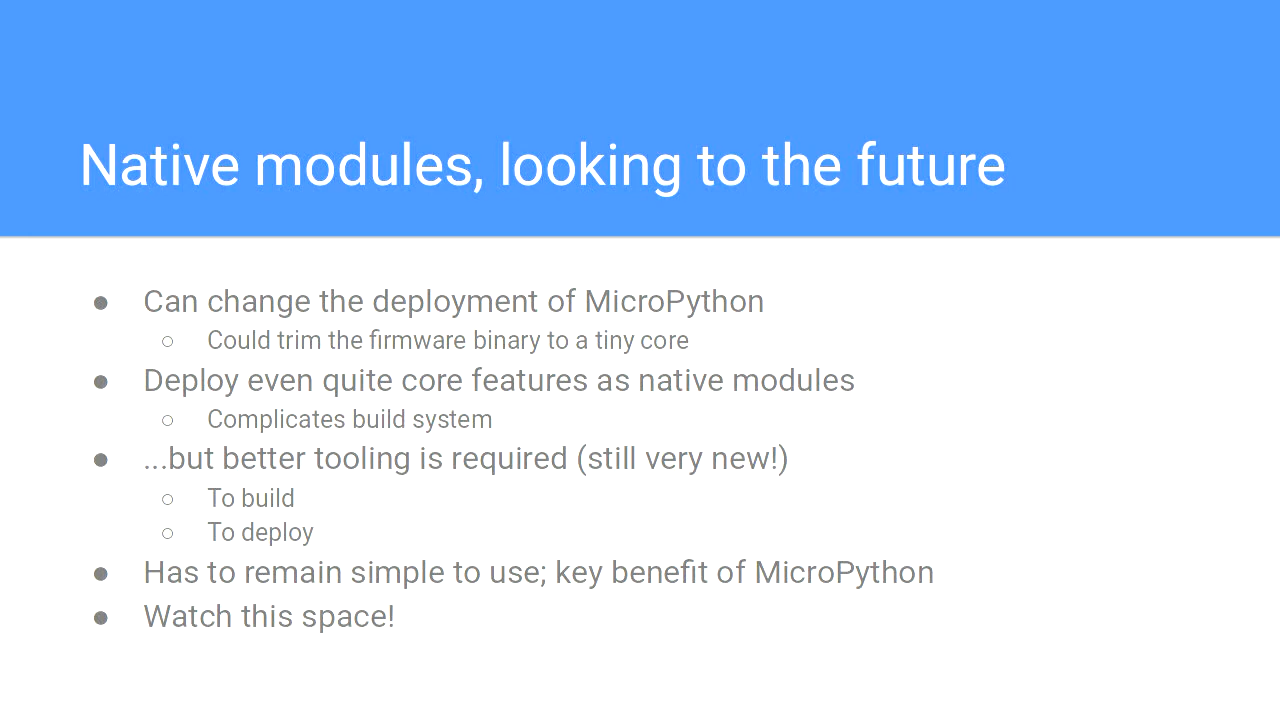 Native modules, looking to the future
● Can change the deployment of MicroPython
○ Could trim the firmware binary to a tiny core
● Deploy even quite core features as native modules
○ Complicates build system
● ...but better tooling is required (still very new!)
○ To build
○ To deploy
● Has to remain simple to use; key benefit of MicroPython
● Watch this space!